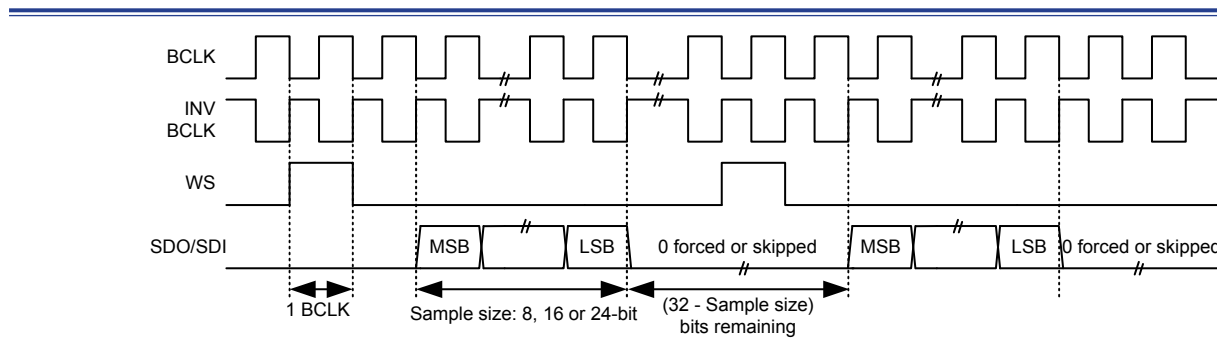 BCLK
INV
BCLK
WS
SDO/SDI
MSB
LSB
0 forced or skipped
MSB
LSB
0 forced or skipped
1 BCLK
Sample size: 8, 16 or 24-bit
(32 - Sample size)
bits remaining